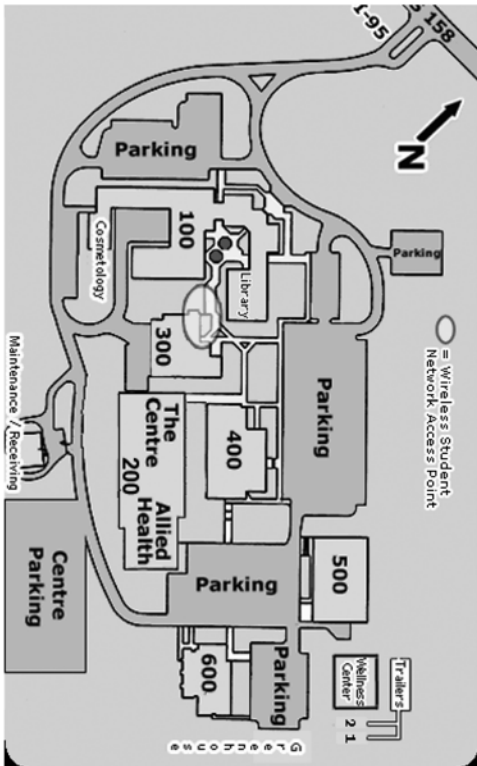 S 158
I-95
N
Parking
100
Cosmetology
Library
Parking
= Wireless Student
Network Access Point
300
Parking
The Centre
Allied Health
200
400
Maintenance / Receiving
Centre
Parking
Parking
500
600
Parking
Wellness
Center
Trailers
2
1
Greenhouse